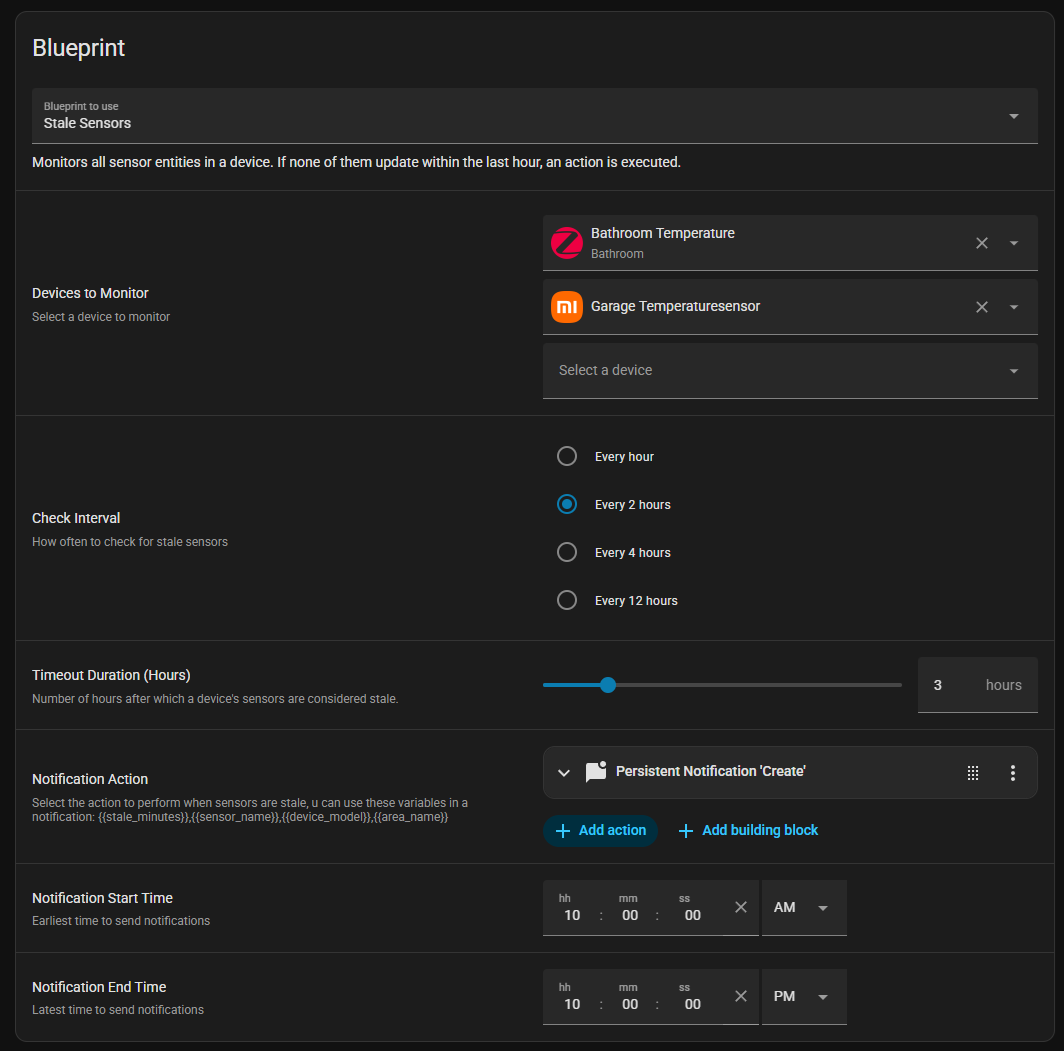 Blueprint
Blueprint to use
Stale Sensors
Monitors all sensor entities in a device. If none of them update within the last hour, an action is executed.
Devices to Monitor
Select a device to monitor
Bathroom Temperature
Bathroom
mi
Garage Temperaturesensor
Select a device
Check Interval
How often to check for stale sensors
Every hour
Every 2 hours
Every 4 hours
Every 12 hours
Timeout Duration (Hours)
Number of hours after which a device's sensors are considered stale.
3 hours
Notification Action
Select the action to perform when sensors are stale, u can use these variables in a
notification: {{stale_minutes}},{{sensor_name}},{{device_model}},{{area_name}}
Persistent Notification 'Create'
Add action
Add building block
Notification Start Time
Earliest time to send notifications
hh mm ss
10 : 00 : 00 AM
Notification End Time
Latest time to send notifications
hh mm ss
10 : 00 : 00 PM